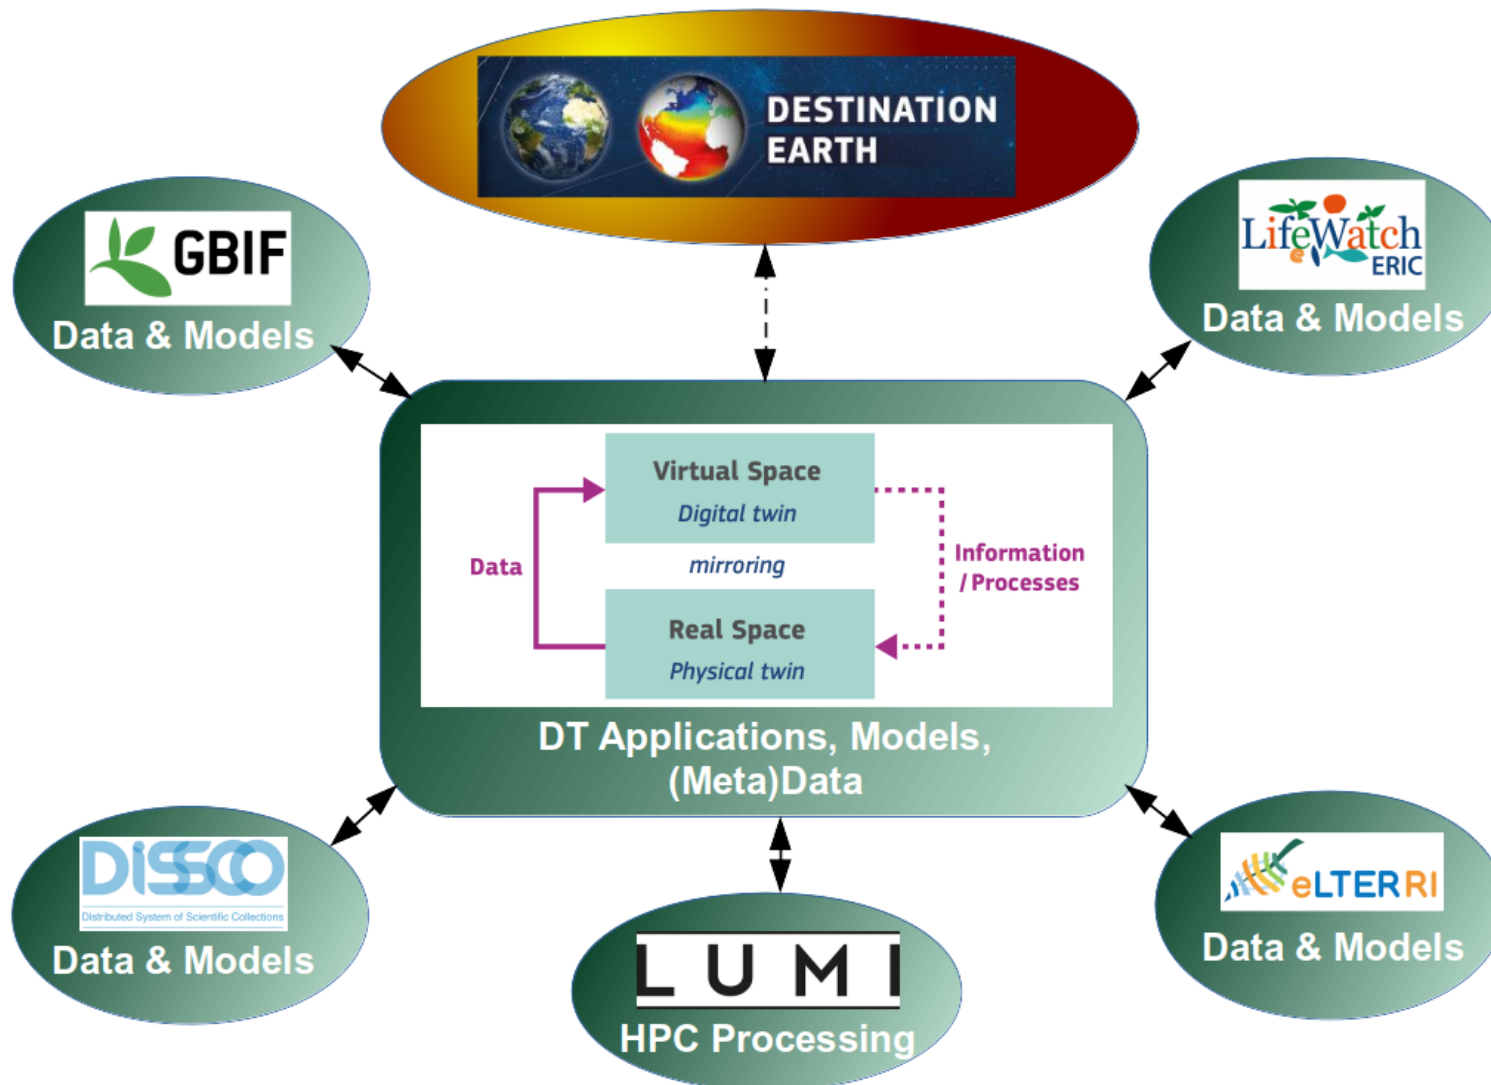 DESTINATION
EARTH
GBIF
Data & Models
LifeWatch
ERIC
Data & Models
Virtual Space
Digital twin
Data
mirroring
Information
/ Processes
Real Space
Physical twin
DT Applications, Models,
(Meta)Data
DiSSCO
Distributed System of Scientific Collections
Data & Models
eLTER RI
Data & Models
LUMI
HPC Processing